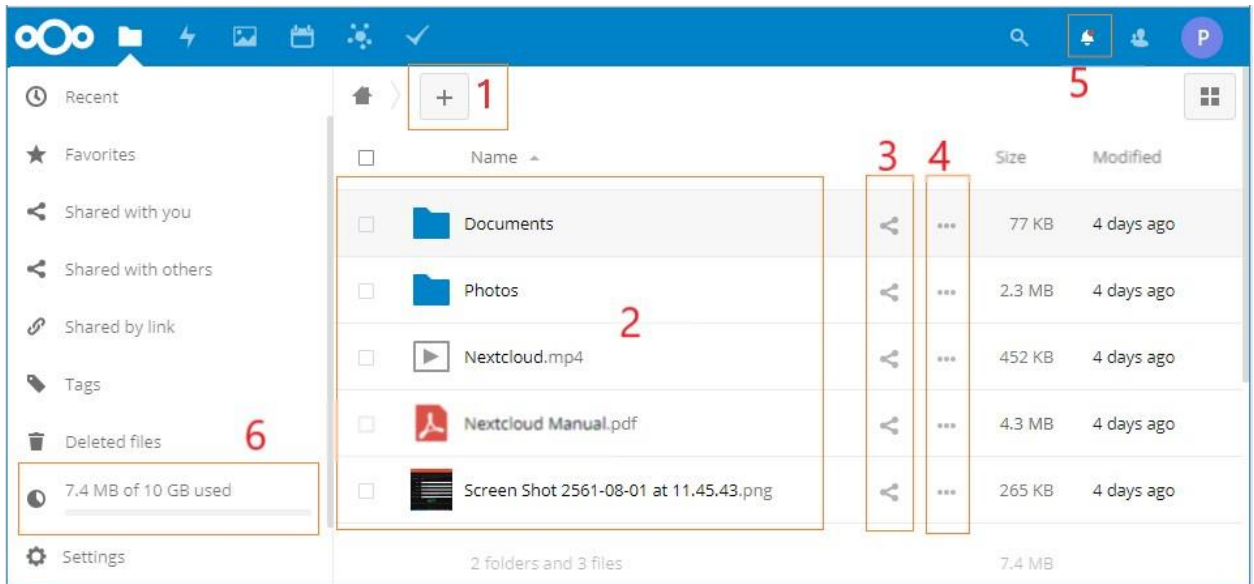 P
5
Recent
1
Favorites
Name
3
4
Size
Modified
Shared with you
Documents
77 KB
4 days ago
Shared with others
Photos
2.3 MB
4 days ago
Shared by link
2
Nextcloud.mp4
452 KB
4 days ago
Tags
Nextcloud Manual.pdf
4.3 MB
4 days ago
Deleted files
6
7.4 MB of 10 GB used
Screen Shot 2561-08-01 at 11.45.43.png
265 KB
4 days ago
Settings
2 folders and 3 files
7.4 MB